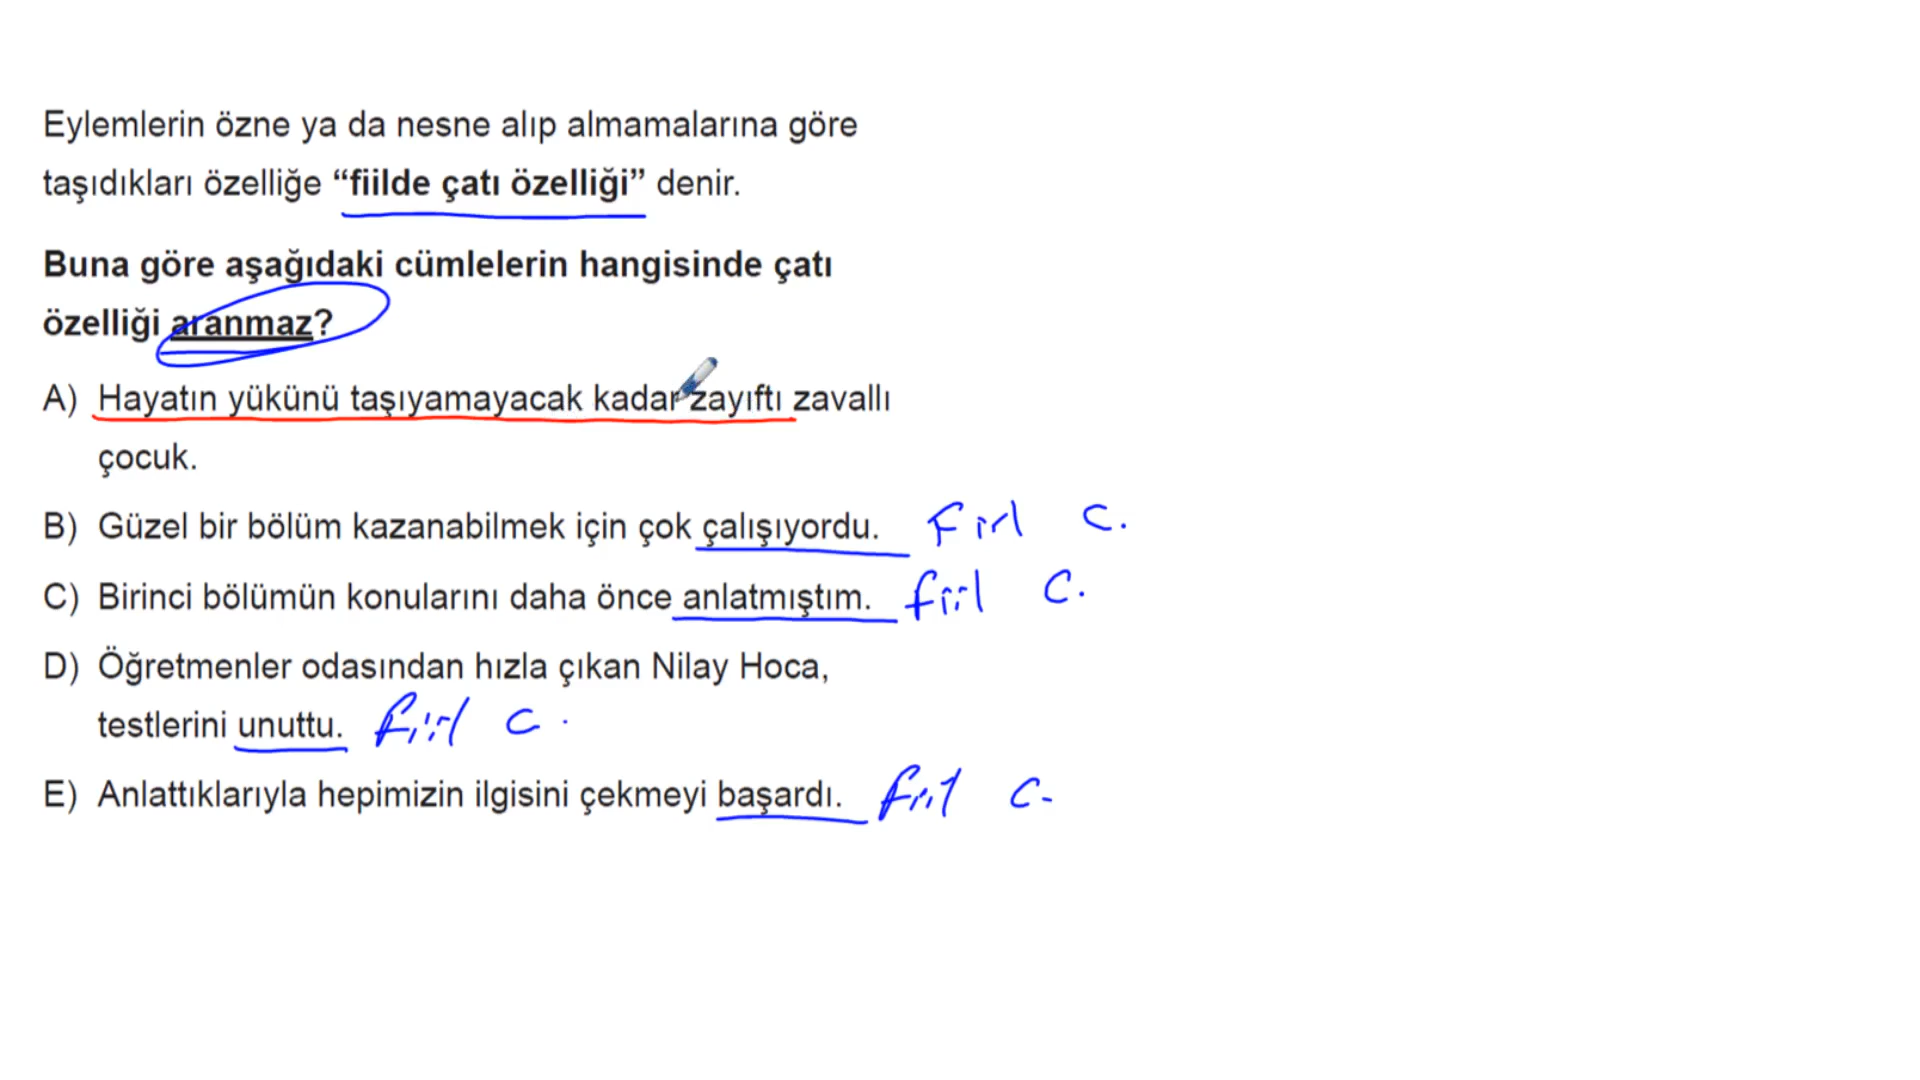 Eylemlerin özne ya da nesne alıp almamalarına göre
taşıdıkları özelliğe “fiilde çatı özelliği” denir.
Buna göre aşağıdaki cümlelerin hangisinde çatı
özelliği aranmaz?
A) Hayatın yükünü taşıyamayacak kadar zayıftı zavallı
çocuk.
B) Güzel bir bölüm kazanabilmek için çok çalışıyordu. Fiil C.
C) Birinci bölümün konularını daha önce anlatmıştım. fiil C.
D) Öğretmenler odasından hızla çıkan Nilay Hoca,
testlerini unuttu. fiil C.
E) Anlattıklarıyla hepimizin ilgisini çekmeyi başardı. fiil C.